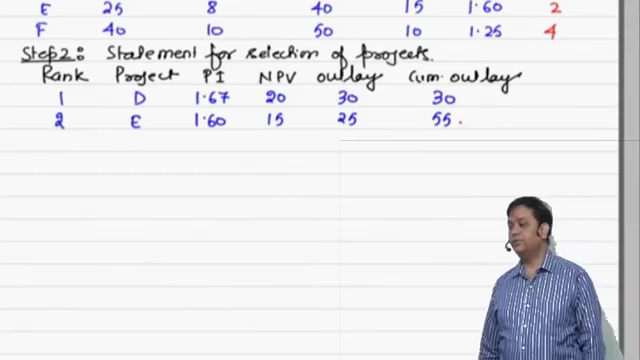 E 25 8 40 15 1.60 2
F 40 10 50 10 1.25 4
Step 2: Statement for selection of projects.
Rank Project PI NPV outlay Cum. outlay
1 D 1.67 20 30 30
2 E 1.60 15 25 55